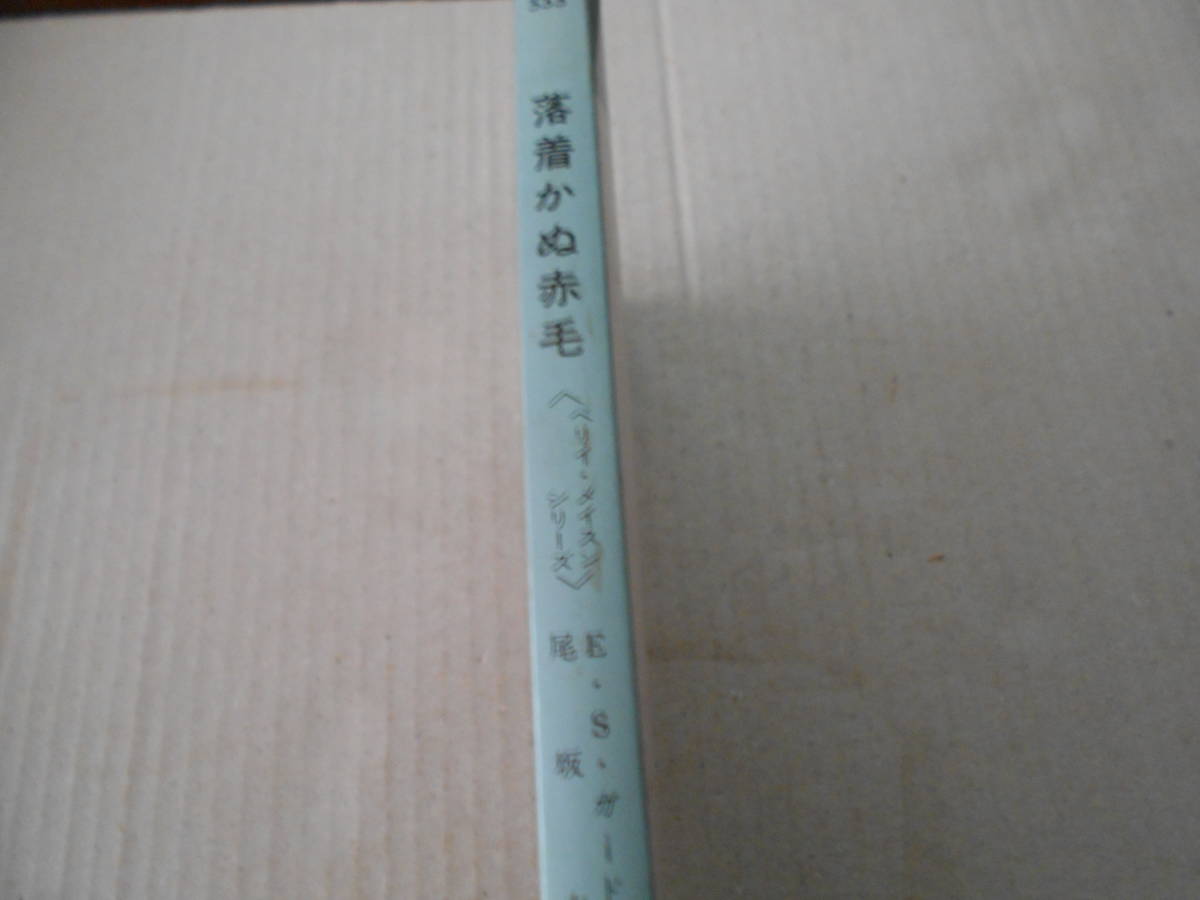 落着かぬ赤毛
〈ペリイ・メイスン
シリーズ〉
E・S・ガード
尾坂